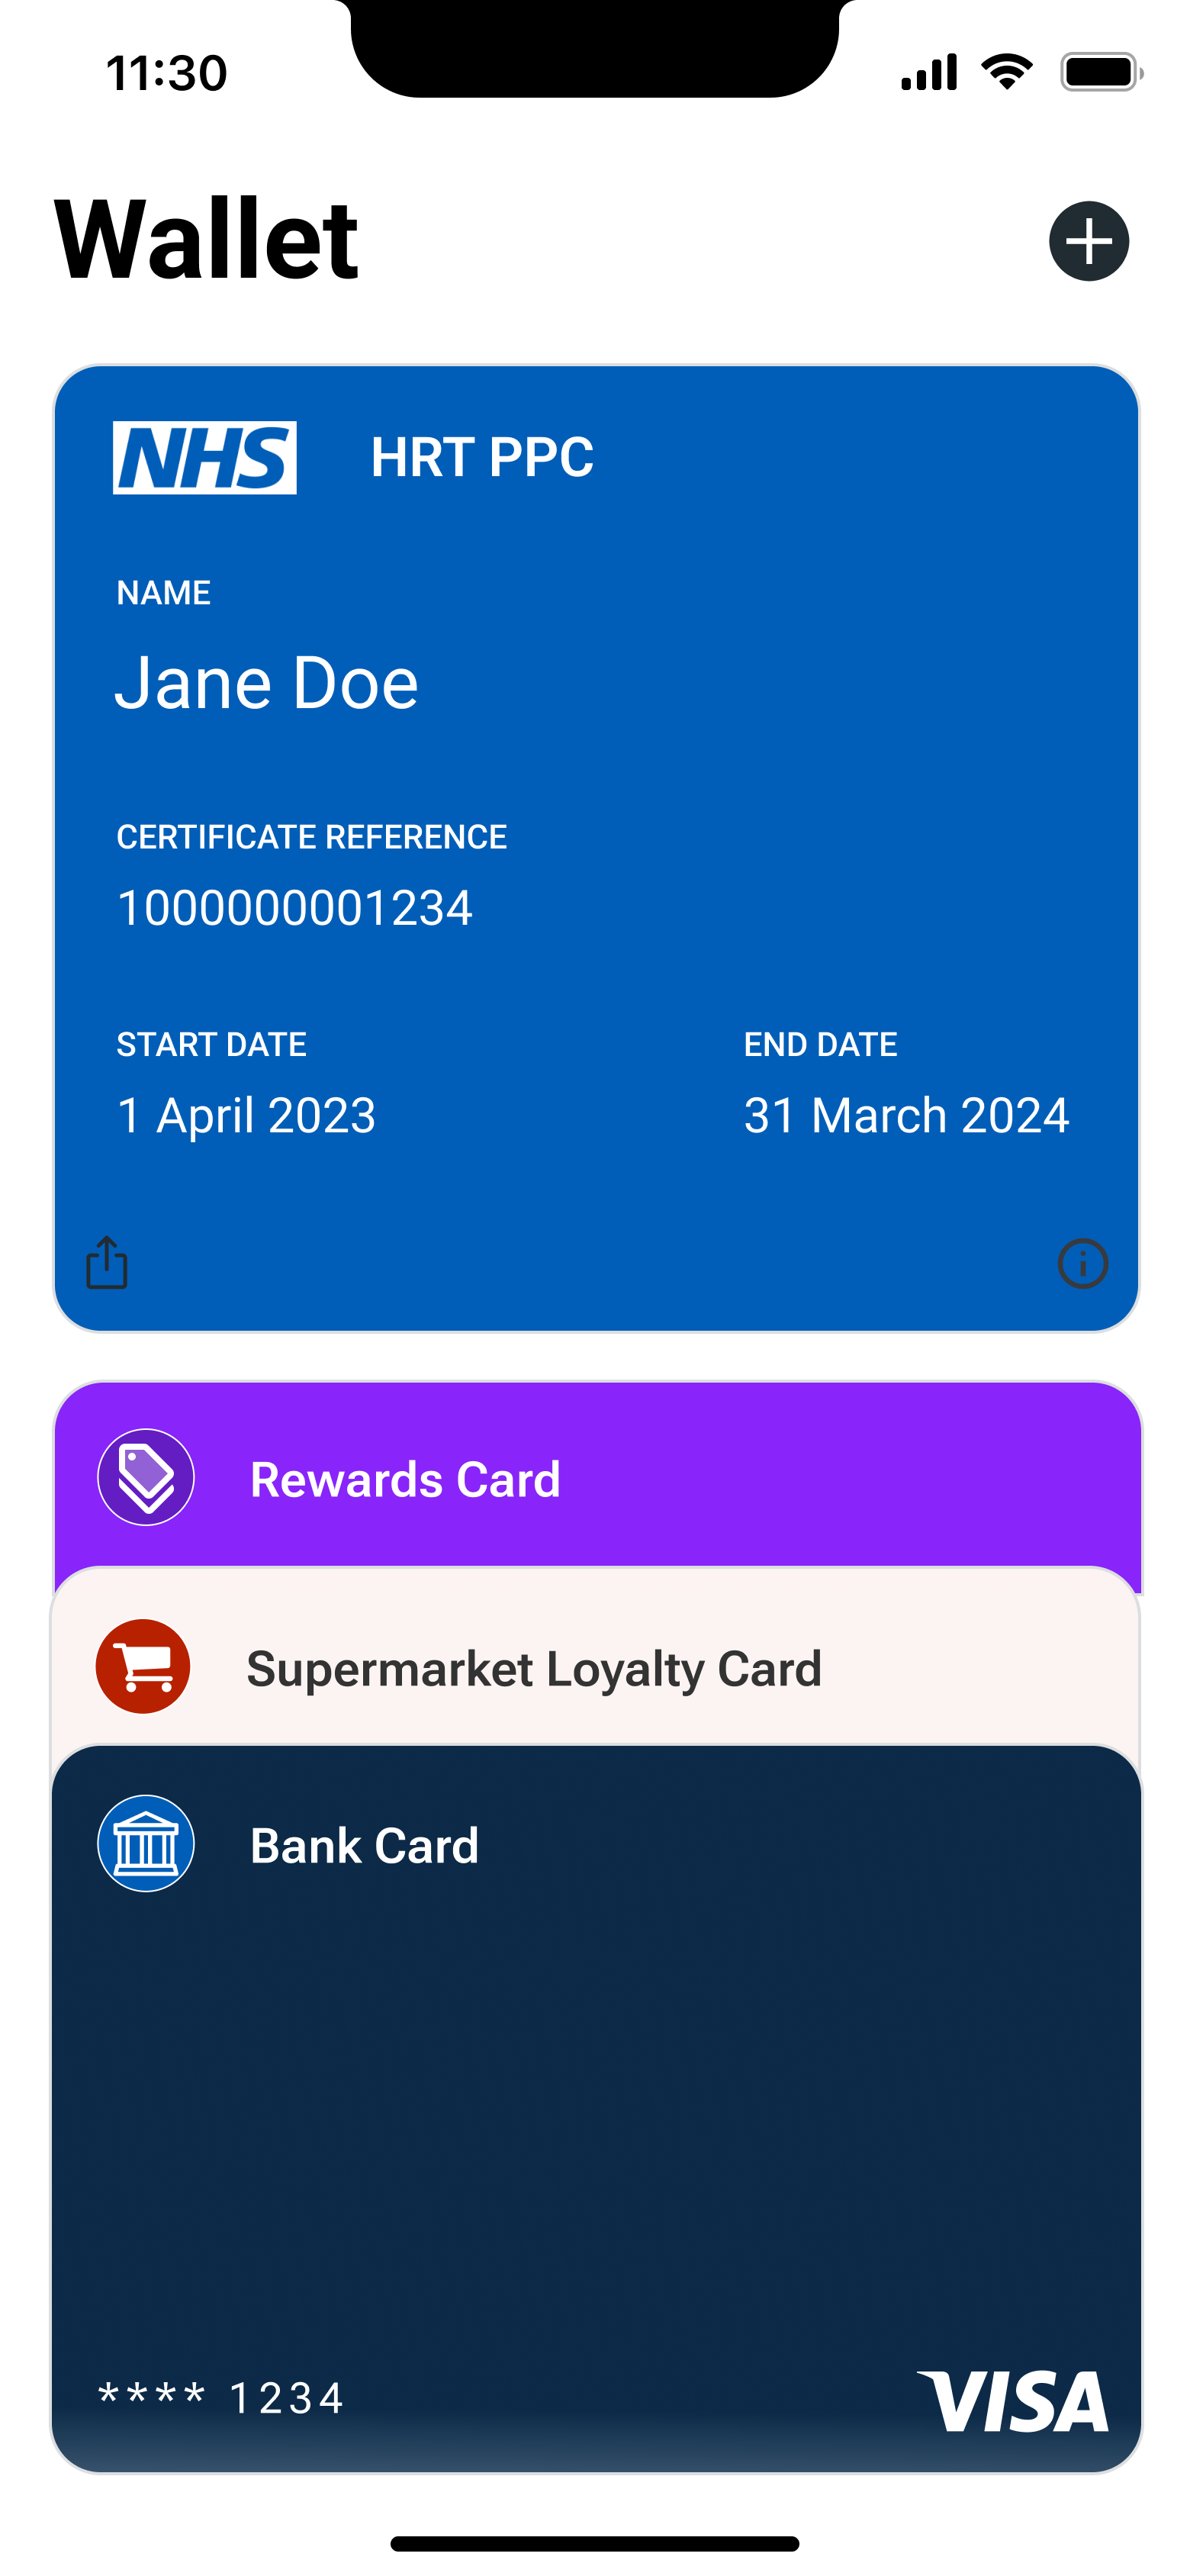 11:30
Wallet
NHS HRT PPC
NAME
Jane Doe
CERTIFICATE REFERENCE
1000000001234
START DATE END DATE
1 April 2023 31 March 2024
Rewards Card
Supermarket Loyalty Card
Bank Card
**** 1234 VISA